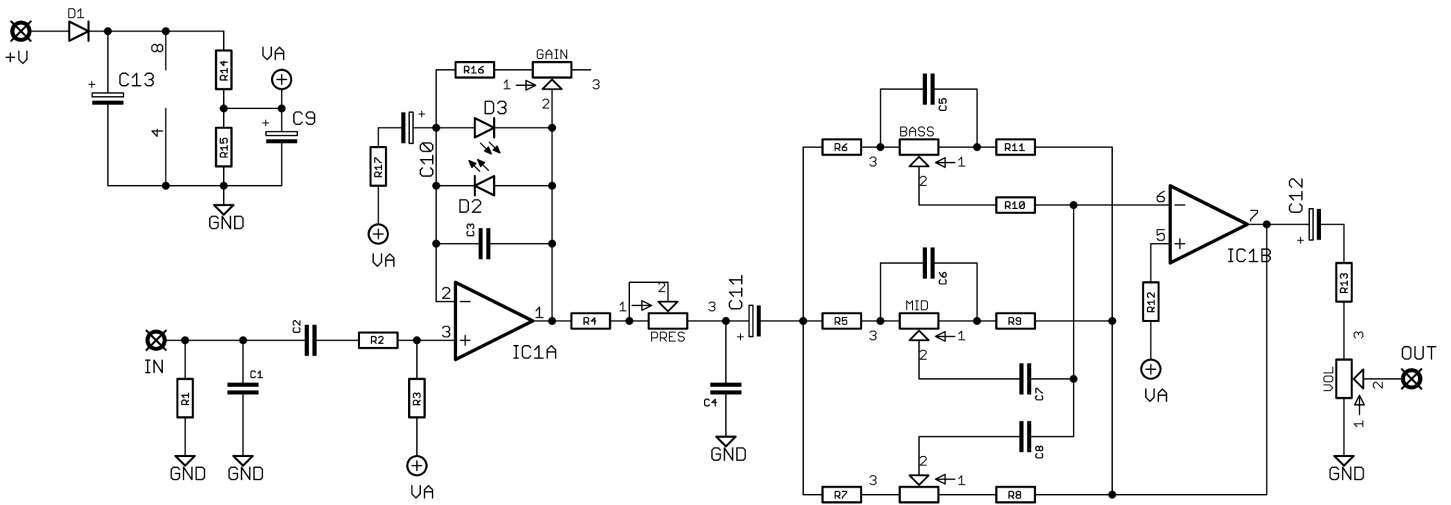 D1
+V
8
4
C13
+
R14
R15
VA
+
C9
GND
R16
GAIN
1
2
3
D3
C10
+
R17
VA
D2
C3
2
3
1
IC1A
IN
C2
R2
R1
C1
GND
GND
R3
VA
R4
1
2
PRES
3
C11
+
C4
GND
C5
R6
3
BASS
1
2
R11
R10
C6
R5
3
MID
1
2
R9
C7
C8
R7
3
2
1
R8
6
5
7
IC1B
R12
VA
C12
+
R13
3
VOL
2
1
OUT
GND